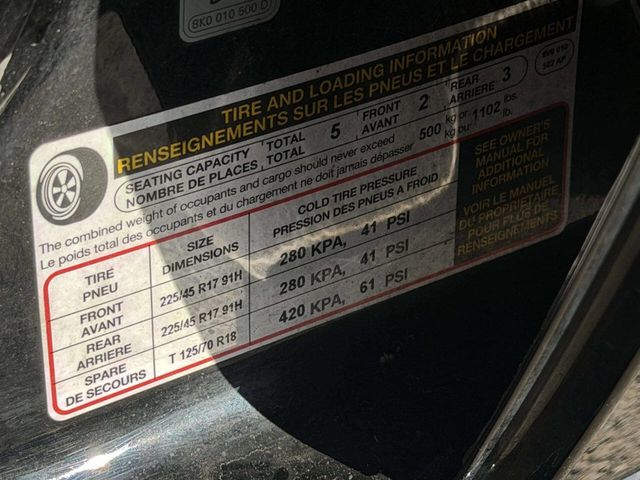 8K0 010 500 D
TIRE AND LOADING INFORMATION
RENSEIGNEMENTS SUR LES PNEUS ET LE CHARGEMENT
SEATING CAPACITY TOTAL 5 FRONT 2 REAR 3
NOMBRE DE PLACES, TOTAL AVANT ARRIERE
The combined weight of occupants and cargo should never exceed 500 kg or 1102 lbs.
Le poids total des occupants et du chargement ne doit jamais dépasser kg ou lb.
TIRE SIZE COLD TIRE PRESSURE
PNEU DIMENSIONS PRESSION DES PNEUS A FROID
FRONT 225/45 R17 91H 280 KPA, 41 PSI
AVANT
REAR 225/45 R17 91H 280 KPA, 41 PSI
ARRIERE
SPARE T 125/70 R18 420 KPA, 61 PSI
DE SECOURS
SEE OWNER'S
MANUAL FOR
ADDITIONAL
INFORMATION
VOIR LE MANUEL
DU PROPRIETAIRE
POUR PLUS DE
RENSEIGNEMENTS